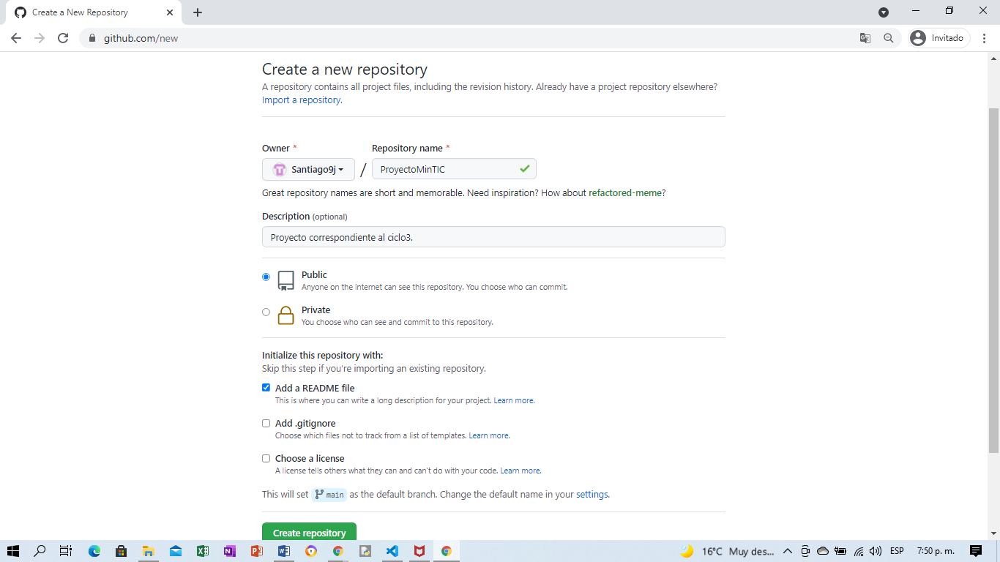 Create a New Repository
github.com/new
Invitado
Create a new repository
A repository contains all project files, including the revision history. Already have a project repository elsewhere?
Import a repository.
Owner * Repository name *
Santiago9j / ProyectoMinTIC
Great repository names are short and memorable. Need inspiration? How about refactored-meme?
Description (optional)
Proyecto correspondiente al ciclo3.
Public
Anyone on the internet can see this repository. You choose who can commit.
Private
You choose who can see and commit to this repository.
Initialize this repository with:
Skip this step if you're importing an existing repository.
Add a README file
This is where you can write a long description for your project. Learn more.
Add .gitignore
Choose which files not to track from a list of templates. Learn more.
Choose a license
A license tells others what they can and can't do with your code. Learn more.
This will set main as the default branch. Change the default name in your settings.
Create repository
16°C Muy des... ESP 7:50 p. m.